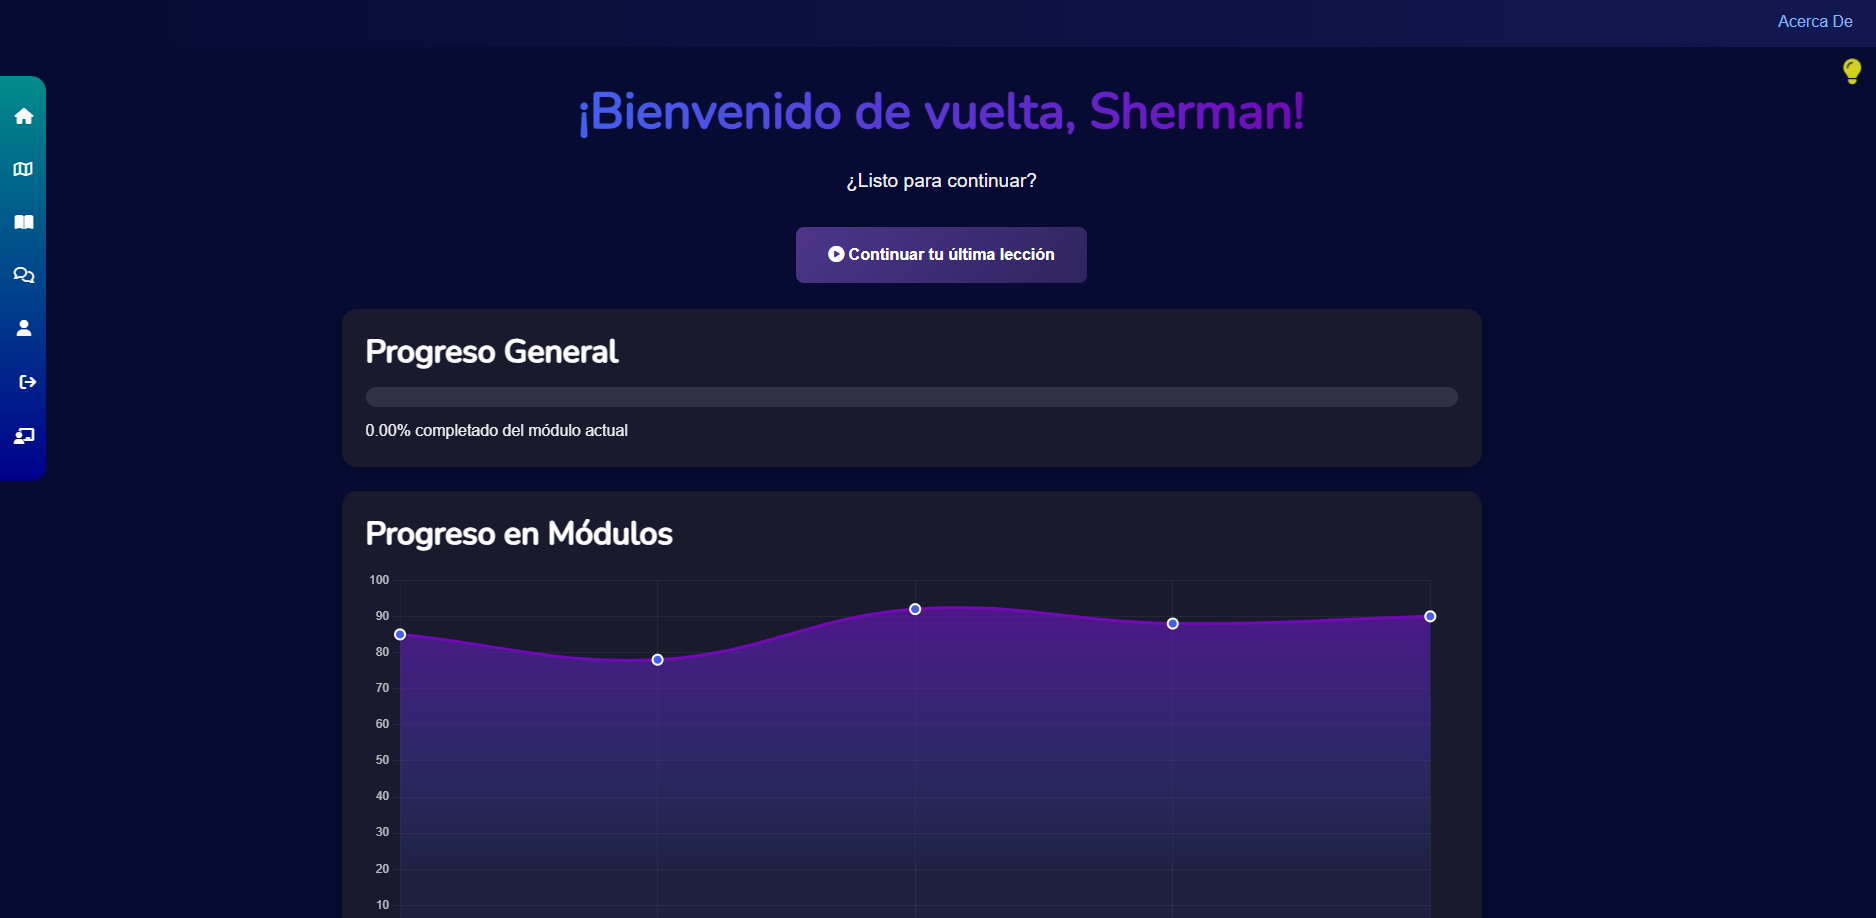 Acerca De
¡Bienvenido de vuelta, Sherman!
¿Listo para continuar?
Continuar tu última lección
Progreso General
0.00% completado del módulo actual
Progreso en Módulos
100
90
80
70
60
50
40
30
20
10